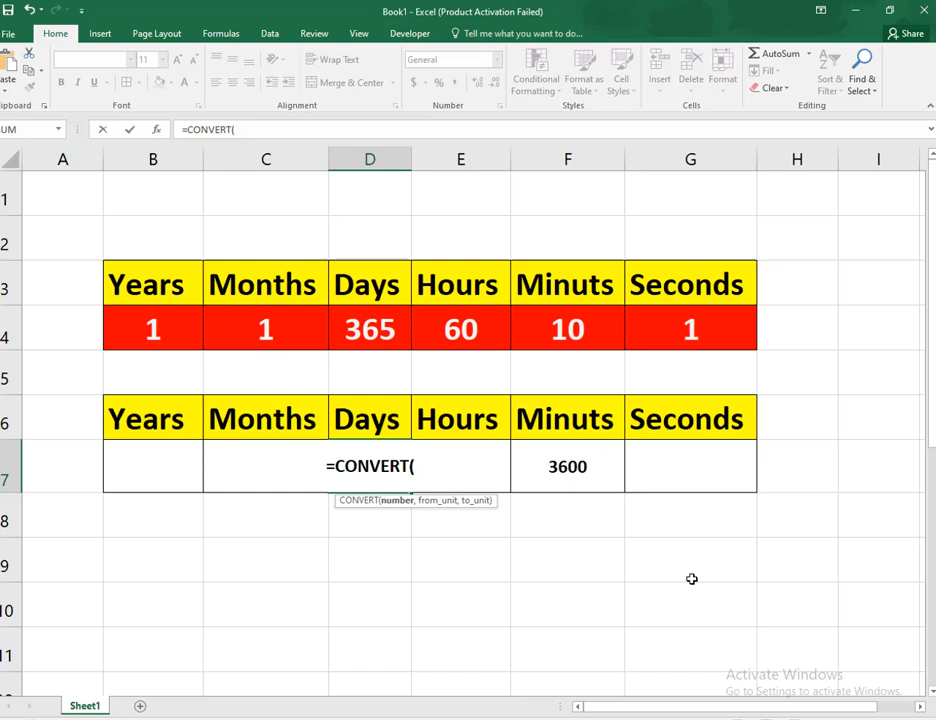 Book1 - Excel (Product Activation Failed)
File Home Insert Page Layout Formulas Data Review View Developer Tell me what you want to do... Share
11 A A Wrap Text General AutoSum
Fill
aste B I U A Merge & Center $ % , Conditional Formatting Format as Table Cell Styles Insert Delete Format Clear Sort & Filter Find & Select
lipboard Font Alignment Number Styles Cells Editing
UM fx =CONVERT(
A B C D E F G H I
1
2
3 Years Months Days Hours Minuts Seconds
4 1 1 365 60 10 1
5
6 Years Months Days Hours Minuts Seconds
7 =CONVERT( 3600
CONVERT(number, from_unit, to_unit)
8
9
10
11
Activate Windows
Go to Settings to activate Windows.
Sheet1